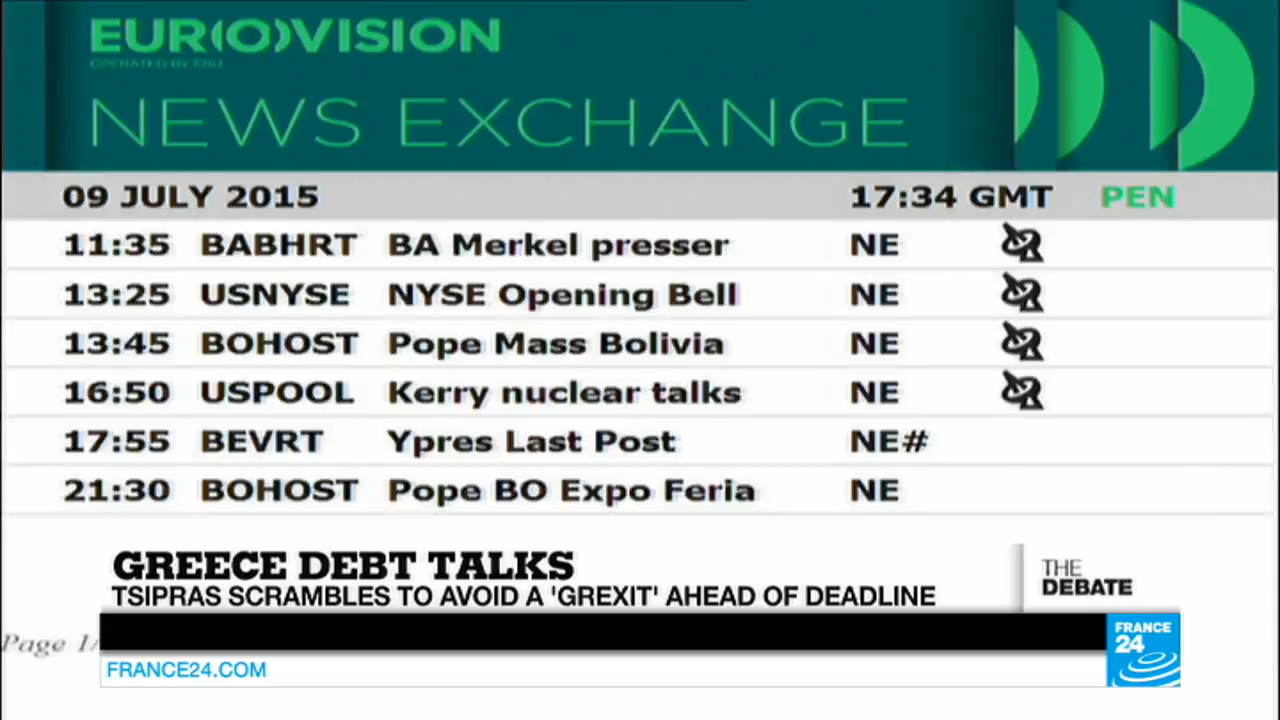 EUR(O)VISION
OPERATED BY EBU
NEWS EXCHANGE
09 JULY 2015 17:34 GMT PEN
11:35 BABHRT BA Merkel presser NE
13:25 USNYSE NYSE Opening Bell NE
13:45 BOHOST Pope Mass Bolivia NE
16:50 USPOOL Kerry nuclear talks NE
17:55 BEVRT Ypres Last Post NE#
21:30 BOHOST Pope BO Expo Feria NE
GREECE DEBT TALKS
TSIPRAS SCRAMBLES TO AVOID A 'GREXIT' AHEAD OF DEADLINE
THE
DEBATE
Page 1/
FRANCE
24
FRANCE24.COM